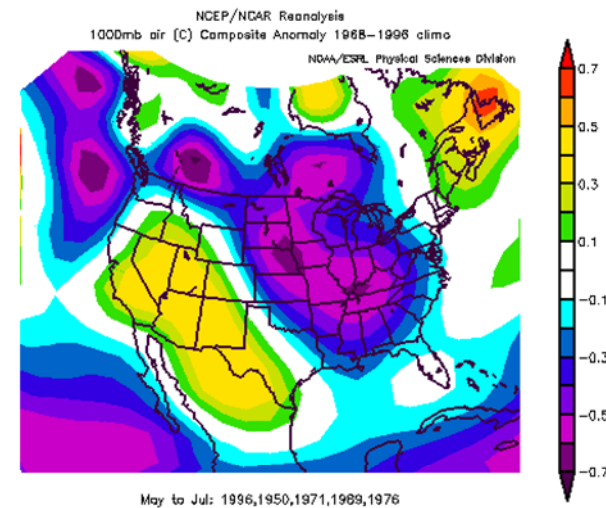 NCEP/NCAR Reanalysis
1000mb air (C) Composite Anomaly 1968-1996 climo
NOAA/ESRL Physical Sciences Division
0.7
0.5
0.3
0.1
-0.1
-0.3
-0.5
-0.7
May to Jul: 1996,1950,1971,1969,1976